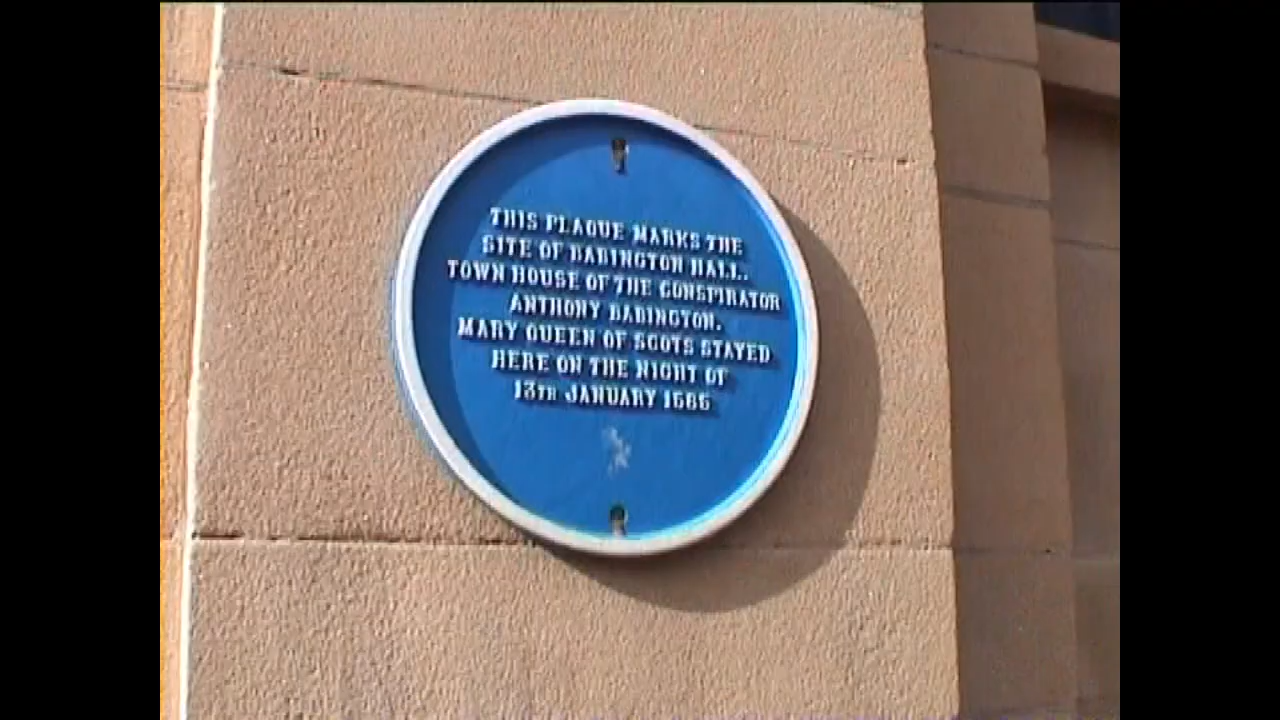 THIS PLAQUE MARKS THE
SITE OF BABINGTON HALL.
TOWN HOUSE OF THE CONSPIRATOR
ANTHONY BABINGTON.
MARY QUEEN OF SCOTS STAYED
HERE ON THE NIGHT OF
13TH JANUARY 1585